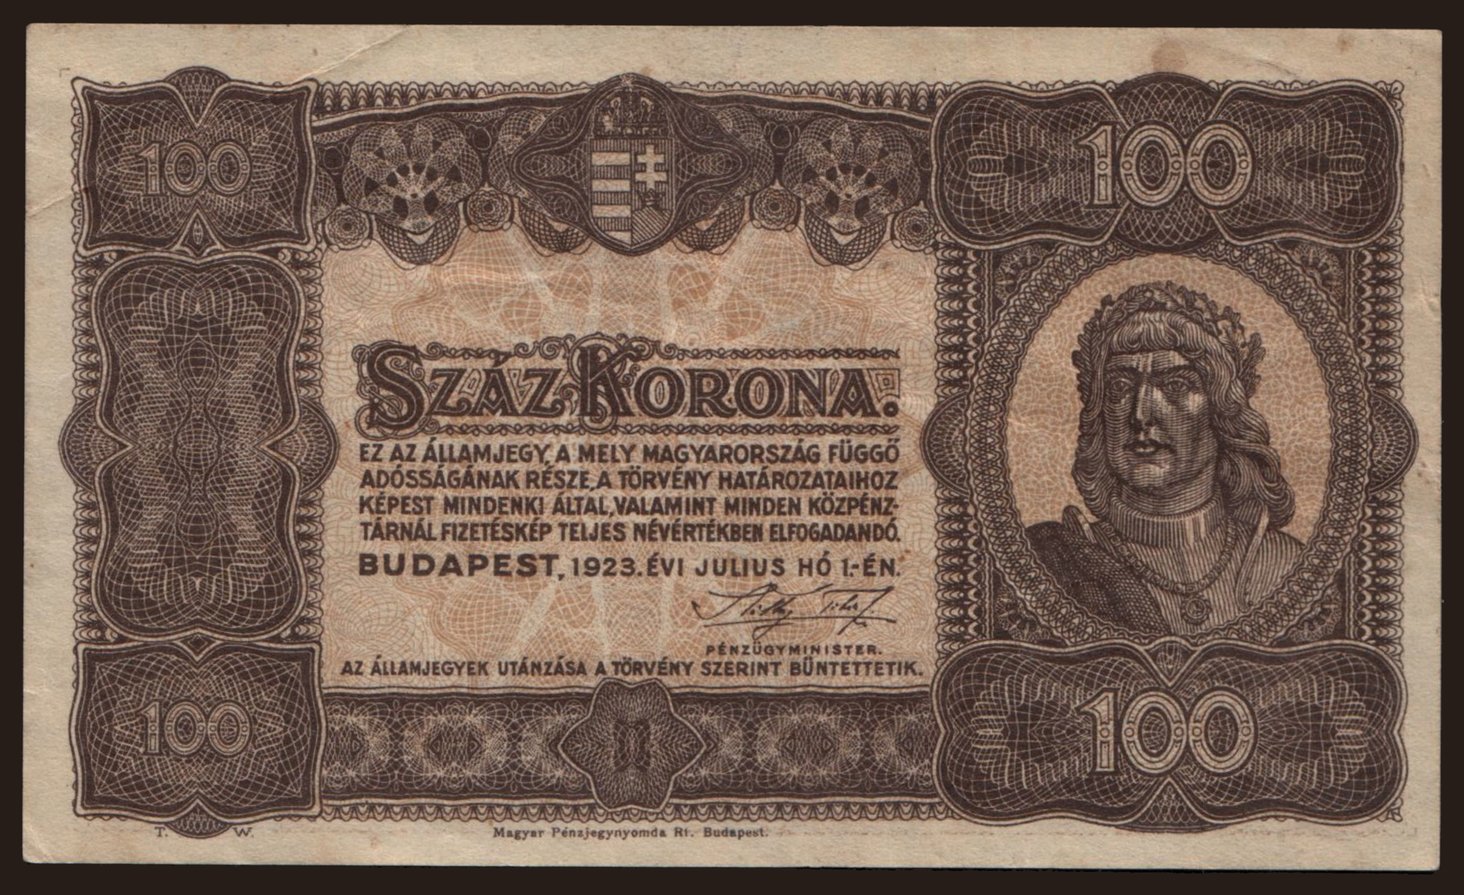 100
100
SZÁZ KORONA.
EZ AZ ÁLLAMJEGY, A MELY MAGYARORSZÁG FÜGGŐ
ADÓSSÁGÁNAK RÉSZE, A TÖRVÉNY HATÁROZATAIHOZ
KÉPEST MINDENKI ÁLTAL, VALAMINT MINDEN KÖZPÉNZ-
TÁRNÁL FIZETÉSKÉP TELJES NÉVÉRTÉKBEN ELFOGADANDÓ.
BUDAPEST, 1923. ÉVI JULIUS HÓ 1.-ÉN.
PÉNZÜGYMINISTER.
AZ ÁLLAMJEGYEK UTÁNZÁSA A TÖRVÉNY SZERINT BŰNTETTETIK.
100
100
T. W.
Magyar Pénzjegynyomda Rt. Budapest.